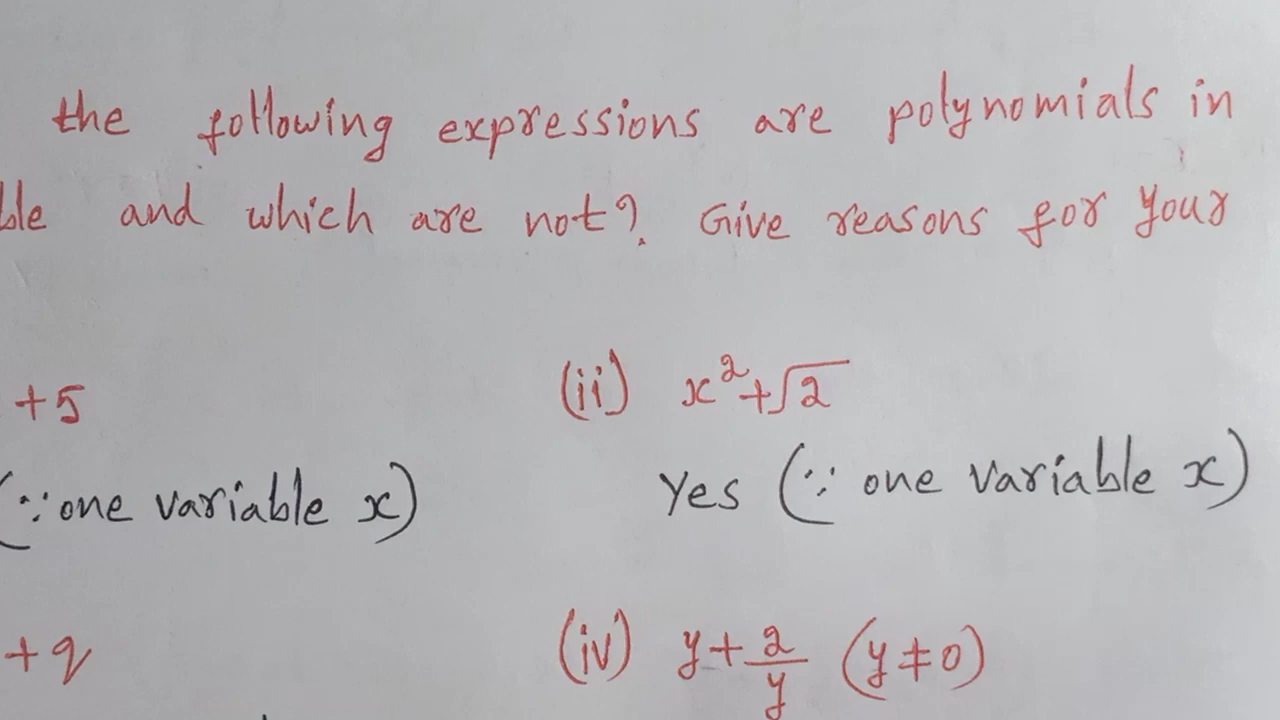 the following expressions are polynomials in
ble and which are not? Give reasons for your
+5 (ii) x²+√2
(∵ one variable x) Yes (∵ one variable x)
+q (iv) y+2/y (y≠0)